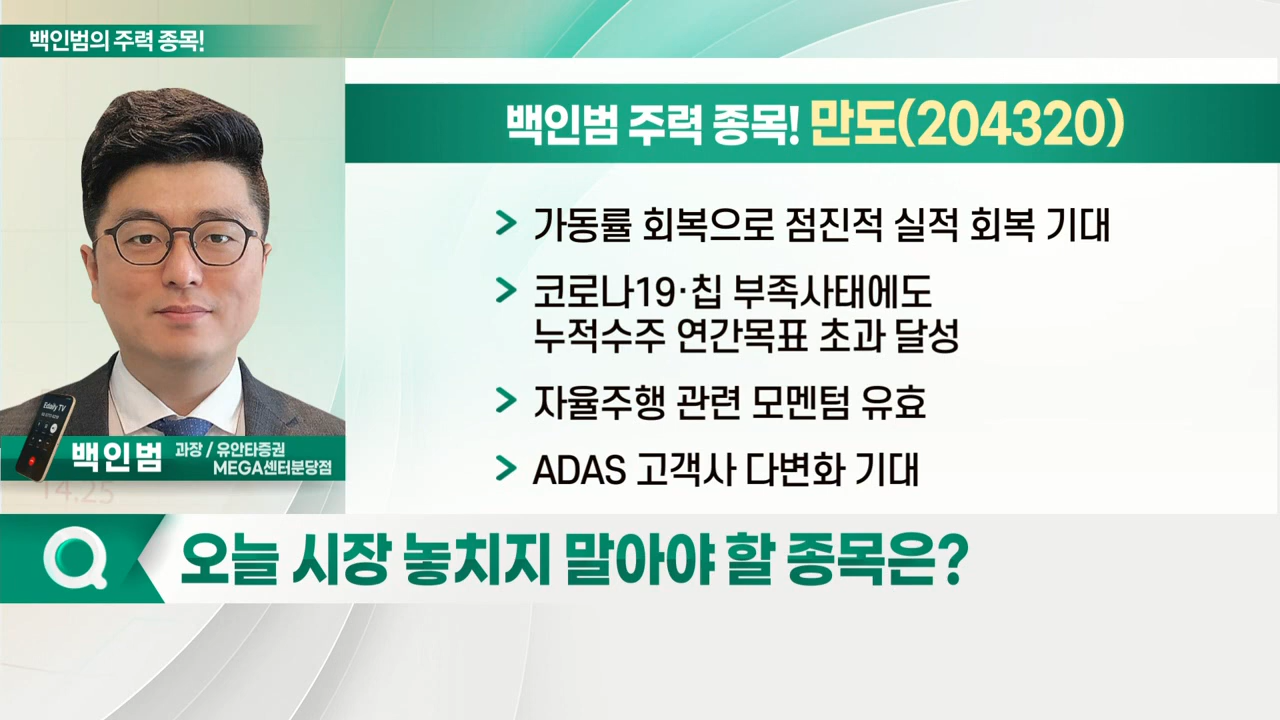 백인범의 주력 종목!
백인범 주력 종목! 만도(204320)
> 가동률 회복으로 점진적 실적 회복 기대
> 코로나19·칩 부족사태에도
누적수주 연간목표 초과 달성
> 자율주행 관련 모멘텀 유효
> ADAS 고객사 다변화 기대
Edaily TV
백인범 과장 / 유안타증권
MEGA센터분당점
14:25
오늘 시장 놓치지 말아야 할 종목은?